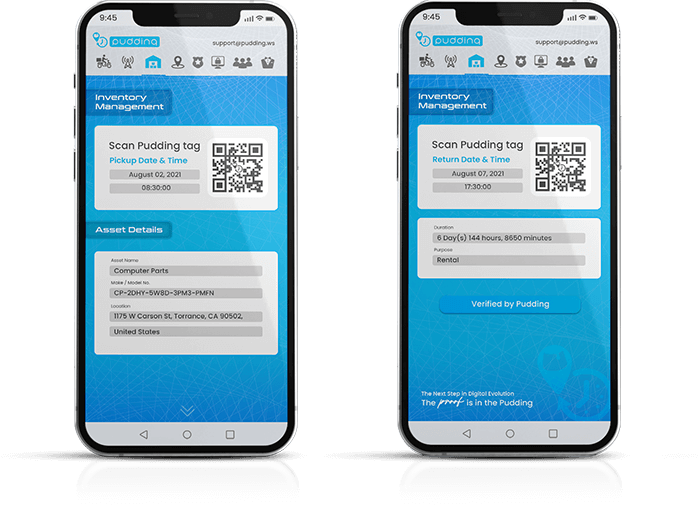 9:45
pudding
support@pudding.ws
Inventory
Management
Scan Pudding tag
Pickup Date & Time
August 02, 2021
08:30:00
Asset Details
Asset Name
Computer Parts
Make / Model No.
CP-2DHY-5W8D-3PM3-PMFN
Location
1175 W Carson St, Torrance, CA 90502,
United States
9:45
pudding
support@pudding.ws
Inventory
Management
Scan Pudding tag
Return Date & Time
August 07, 2021
17:30:00
Duration
6 Day(s) 144 hours, 8650 minutes
Purpose
Rental
Verified by Pudding
The Next Step in Digital Evolution
The proof is in the Pudding